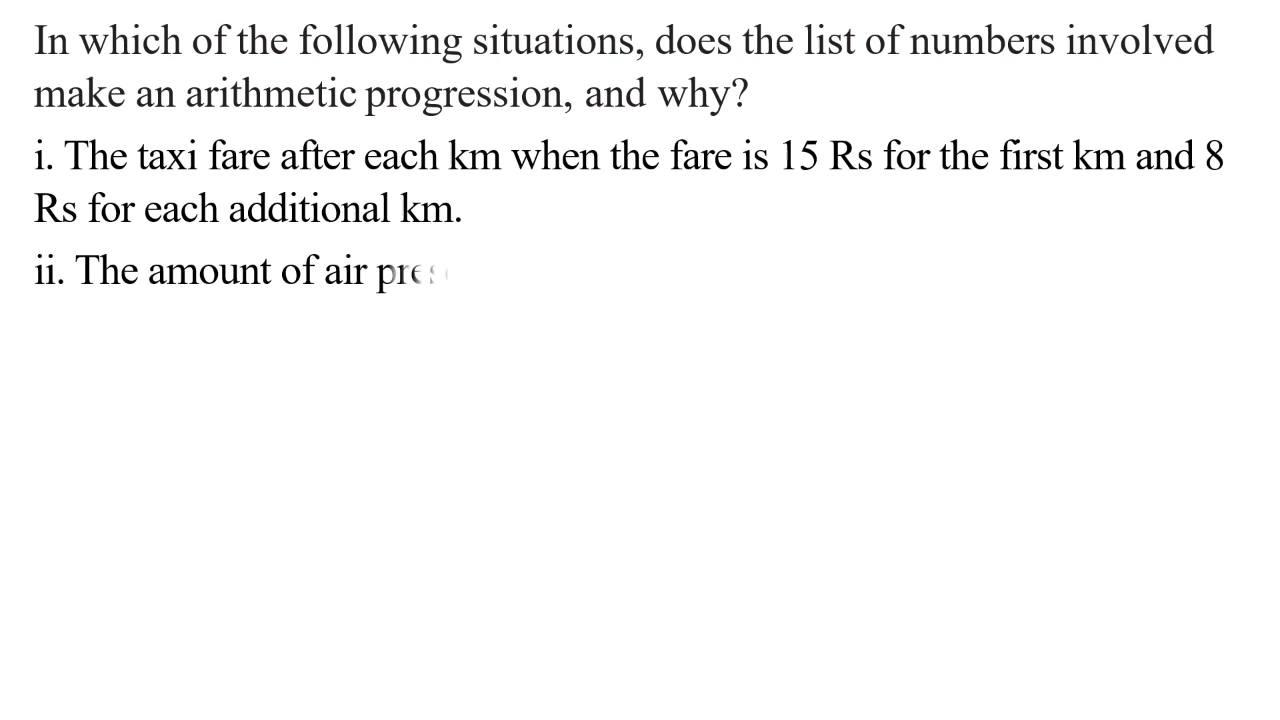 In which of the following situations, does the list of numbers involved
make an arithmetic progression, and why?
i. The taxi fare after each km when the fare is 15 Rs for the first km and 8
Rs for each additional km.
ii. The amount of air